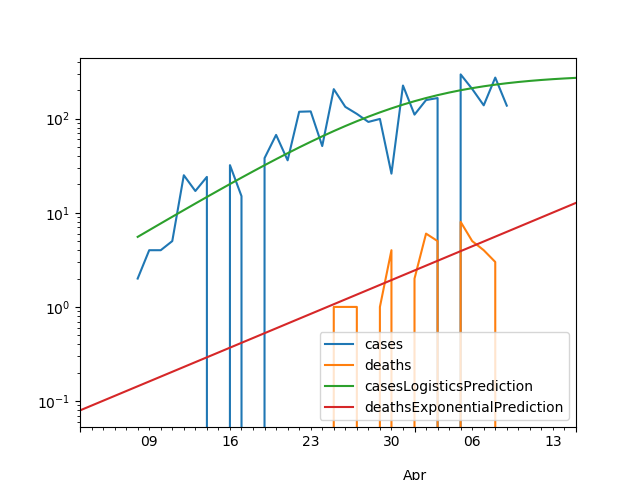 10²
10¹
10⁰
10⁻¹
cases
deaths
casesLogisticsPrediction
deathsExponentialPrediction
09 16 23 30 06 13
Apr